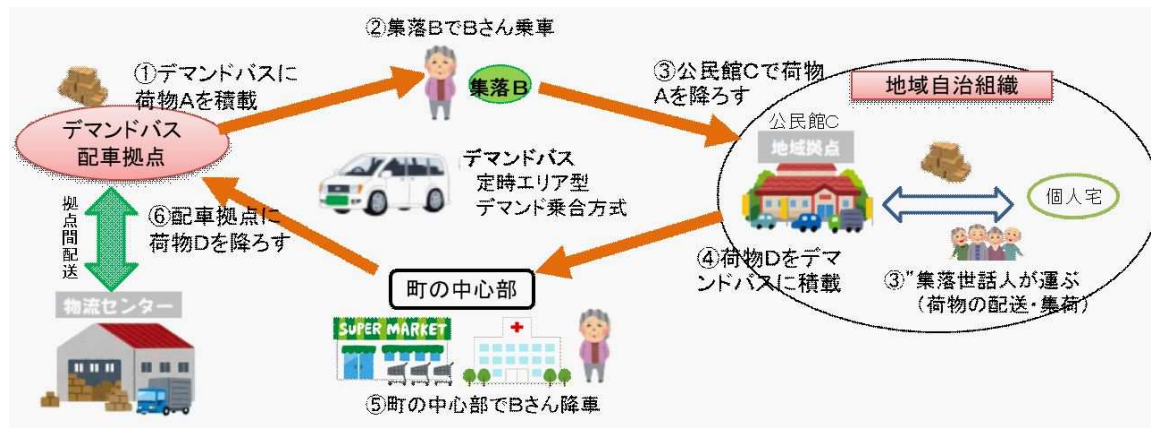 ①デマンドバスに
荷物Aを積載
デマンドバス
配車拠点
②集落BでBさん乗車
集落B
③公民館Cで荷物
Aを降ろす
地域自治組織
公民館C
地域拠点
個人宅
③”集落世話人が運ぶ
(荷物の配送・集荷)
④荷物Dをデマ
ンドバスに積載
デマンドバス
定時エリア型
デマンド乗合方式
町の中心部
SUPER MARKET
⑤町の中心部でBさん降車
⑥配車拠点に
荷物Dを降ろす
拠点間配送
物流センター